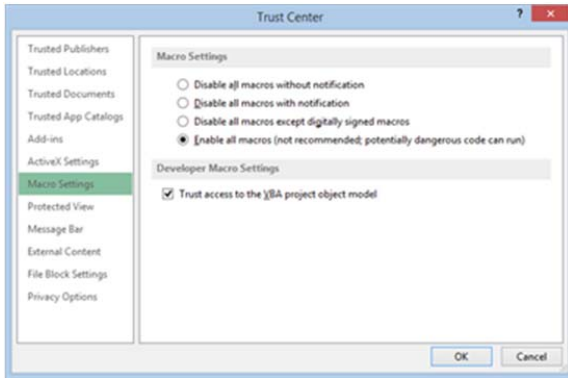 Trust Center
?
Trusted Publishers
Trusted Locations
Trusted Documents
Trusted App Catalogs
Add-ins
ActiveX Settings
Macro Settings
Protected View
Message Bar
External Content
File Block Settings
Privacy Options
Macro Settings
Disable all macros without notification
Disable all macros with notification
Disable all macros except digitally signed macros
Enable all macros (not recommended; potentially dangerous code can run)
Developer Macro Settings
Trust access to the VBA project object model
OK
Cancel